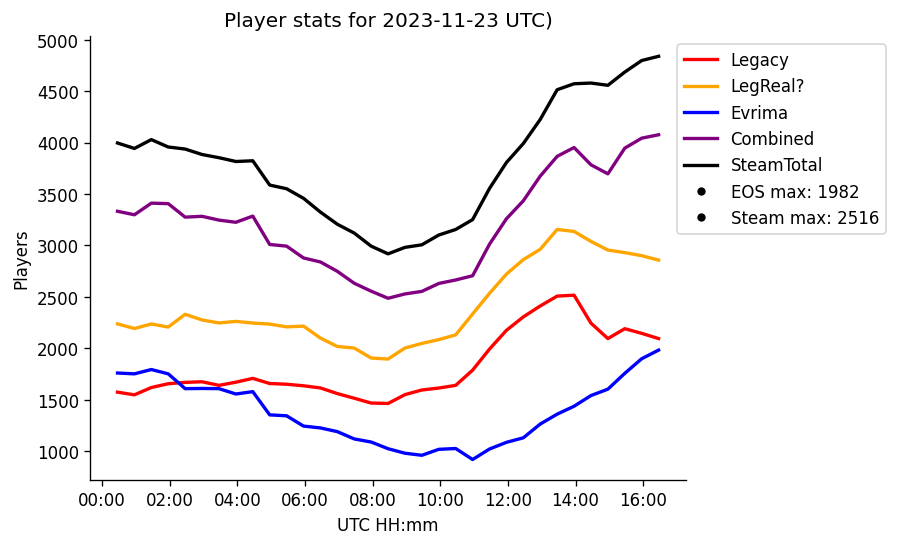 Player stats for 2023-11-23 UTC)
5000
4500
4000
3500
3000
2500
2000
1500
1000
Players
00:00 02:00 04:00 06:00 08:00 10:00 12:00 14:00 16:00
UTC HH:mm
Legacy
LegReal?
Evrima
Combined
SteamTotal
EOS max: 1982
Steam max: 2516